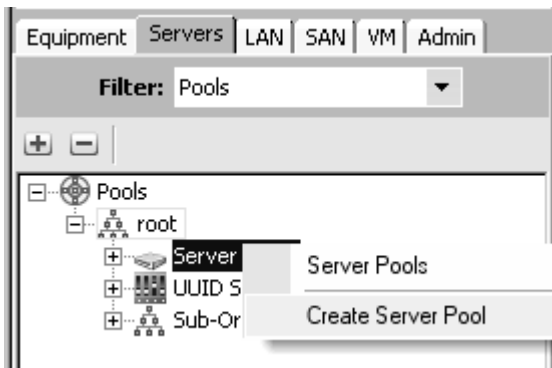 Equipment Servers LAN SAN VM Admin
Filter: Pools
Pools
root
Server
Server Pools
UUID S
Create Server Pool
Sub-Or